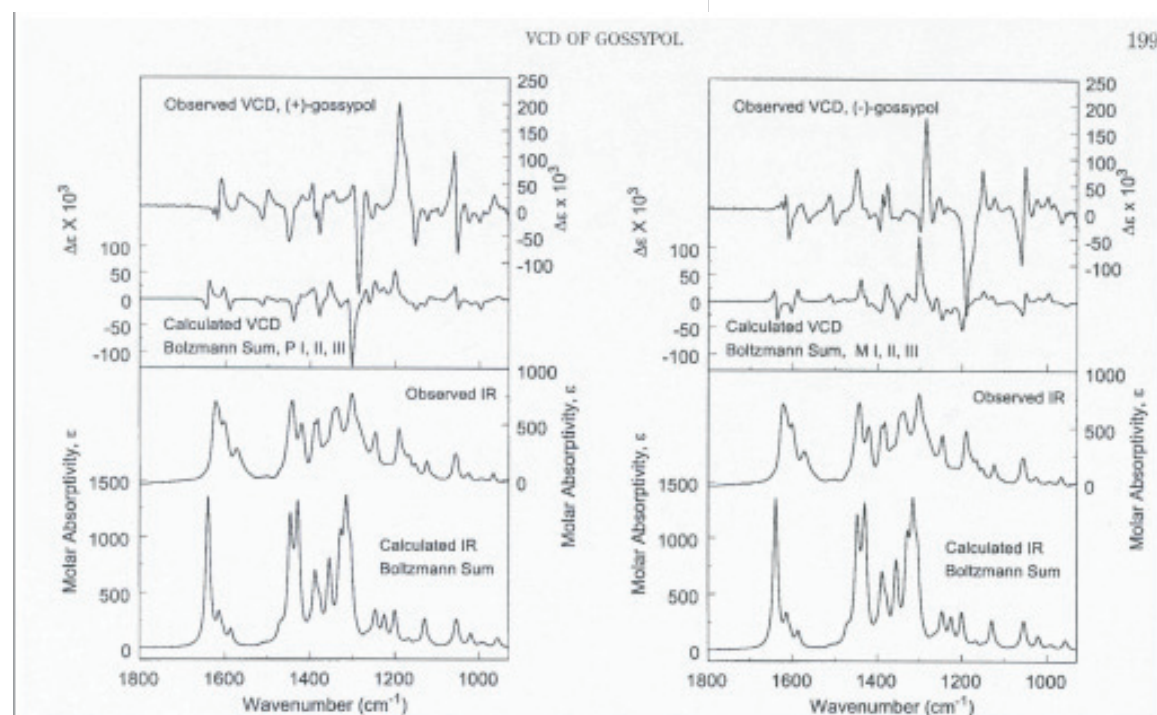 VCD OF GOSSYPOL
199
Observed VCD, (+)-gossypol
250
200
150
100
50
0
-50
-100
Δε X 10³
Δε X 10³
100
50
0
-50
-100
Calculated VCD
Bolzmann Sum, P I, II, III
Observed IR
1000
500
0
Molar Absorptivity, ε
Molar Absorptivity, ε
1500
1000
500
0
Calculated IR
Boltzmann Sum
1800
1600
1400
1200
1000
Wavenumber (cm⁻¹)
Observed VCD, (-)-gossypol
250
200
150
100
50
0
-50
-100
Δε X 10³
Δε X 10³
100
50
0
-50
-100
Calculated VCD
Boltzmann Sum, M I, II, III
Observed IR
1000
500
0
Molar Absorptivity, ε
Molar Absorptivity, ε
1500
1000
500
0
Calculated IR
Boltzmann Sum
1800
1600
1400
1200
1000
Wavenumber (cm⁻¹)